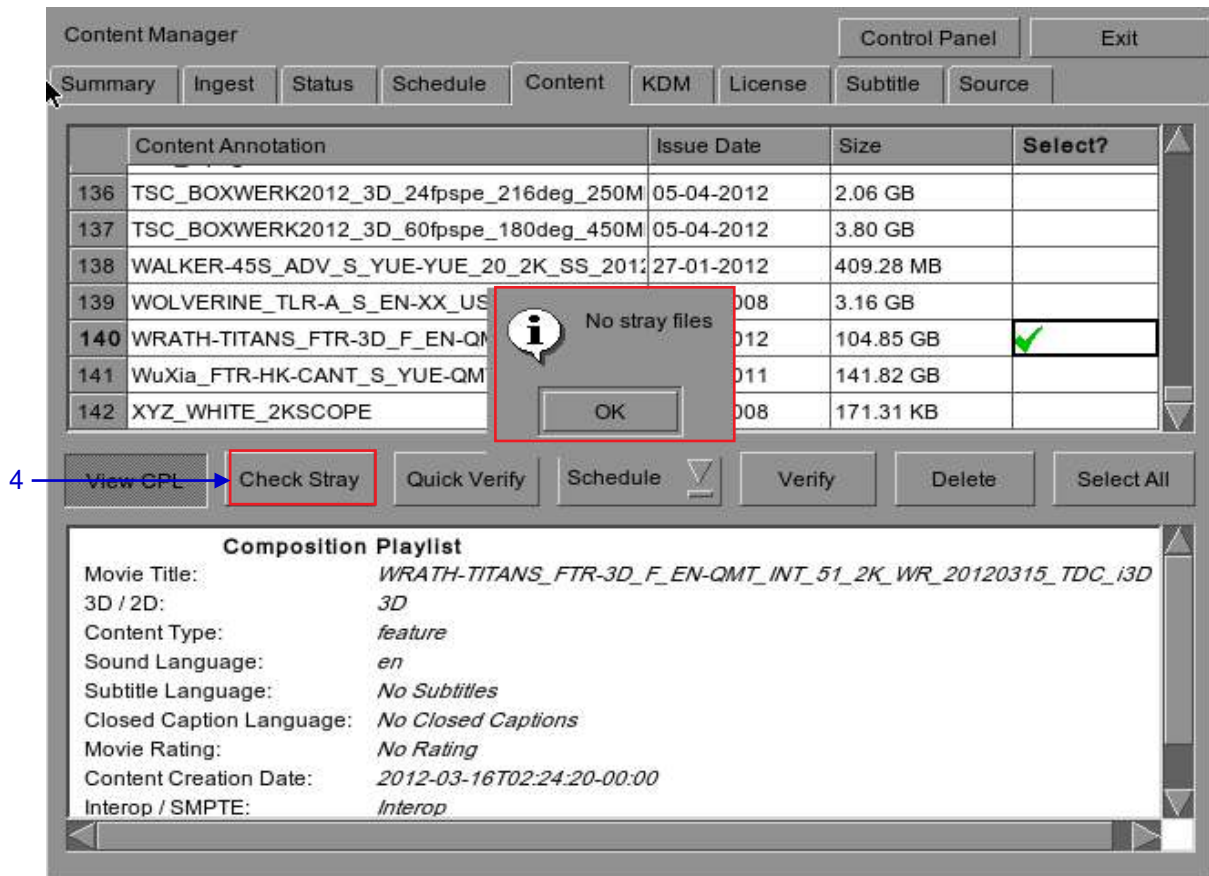 Content Manager
Control Panel
Exit
Summary Ingest Status Schedule Content KDM License Subtitle Source
Content Annotation Issue Date Size Select?
136 TSC_BOXWERK2012_3D_24fpspe_216deg_250M 05-04-2012 2.06 GB
137 TSC_BOXWERK2012_3D_60fpspe_180deg_450M 05-04-2012 3.80 GB
138 WALKER-45S_ADV_S_YUE-YUE_20_2K_SS_2012 27-01-2012 409.28 MB
139 WOLVERINE_TLR-A_S_EN-XX_US 008 3.16 GB
140 WRATH-TITANS_FTR-3D_F_EN-QM 012 104.85 GB
141 WuXia_FTR-HK-CANT_S_YUE-QM 011 141.82 GB
142 XYZ_WHITE_2KSCOPE 008 171.31 KB
No stray files
OK
4
View CPL Check Stray Quick Verify Schedule Verify Delete Select All
Composition Playlist
Movie Title: WRATH-TITANS_FTR-3D_F_EN-QMT_INT_51_2K_WR_20120315_TDC_i3D
3D / 2D: 3D
Content Type: feature
Sound Language: en
Subtitle Language: No Subtitles
Closed Caption Language: No Closed Captions
Movie Rating: No Rating
Content Creation Date: 2012-03-16T02:24:20-00:00
Interop / SMPTE: Interop